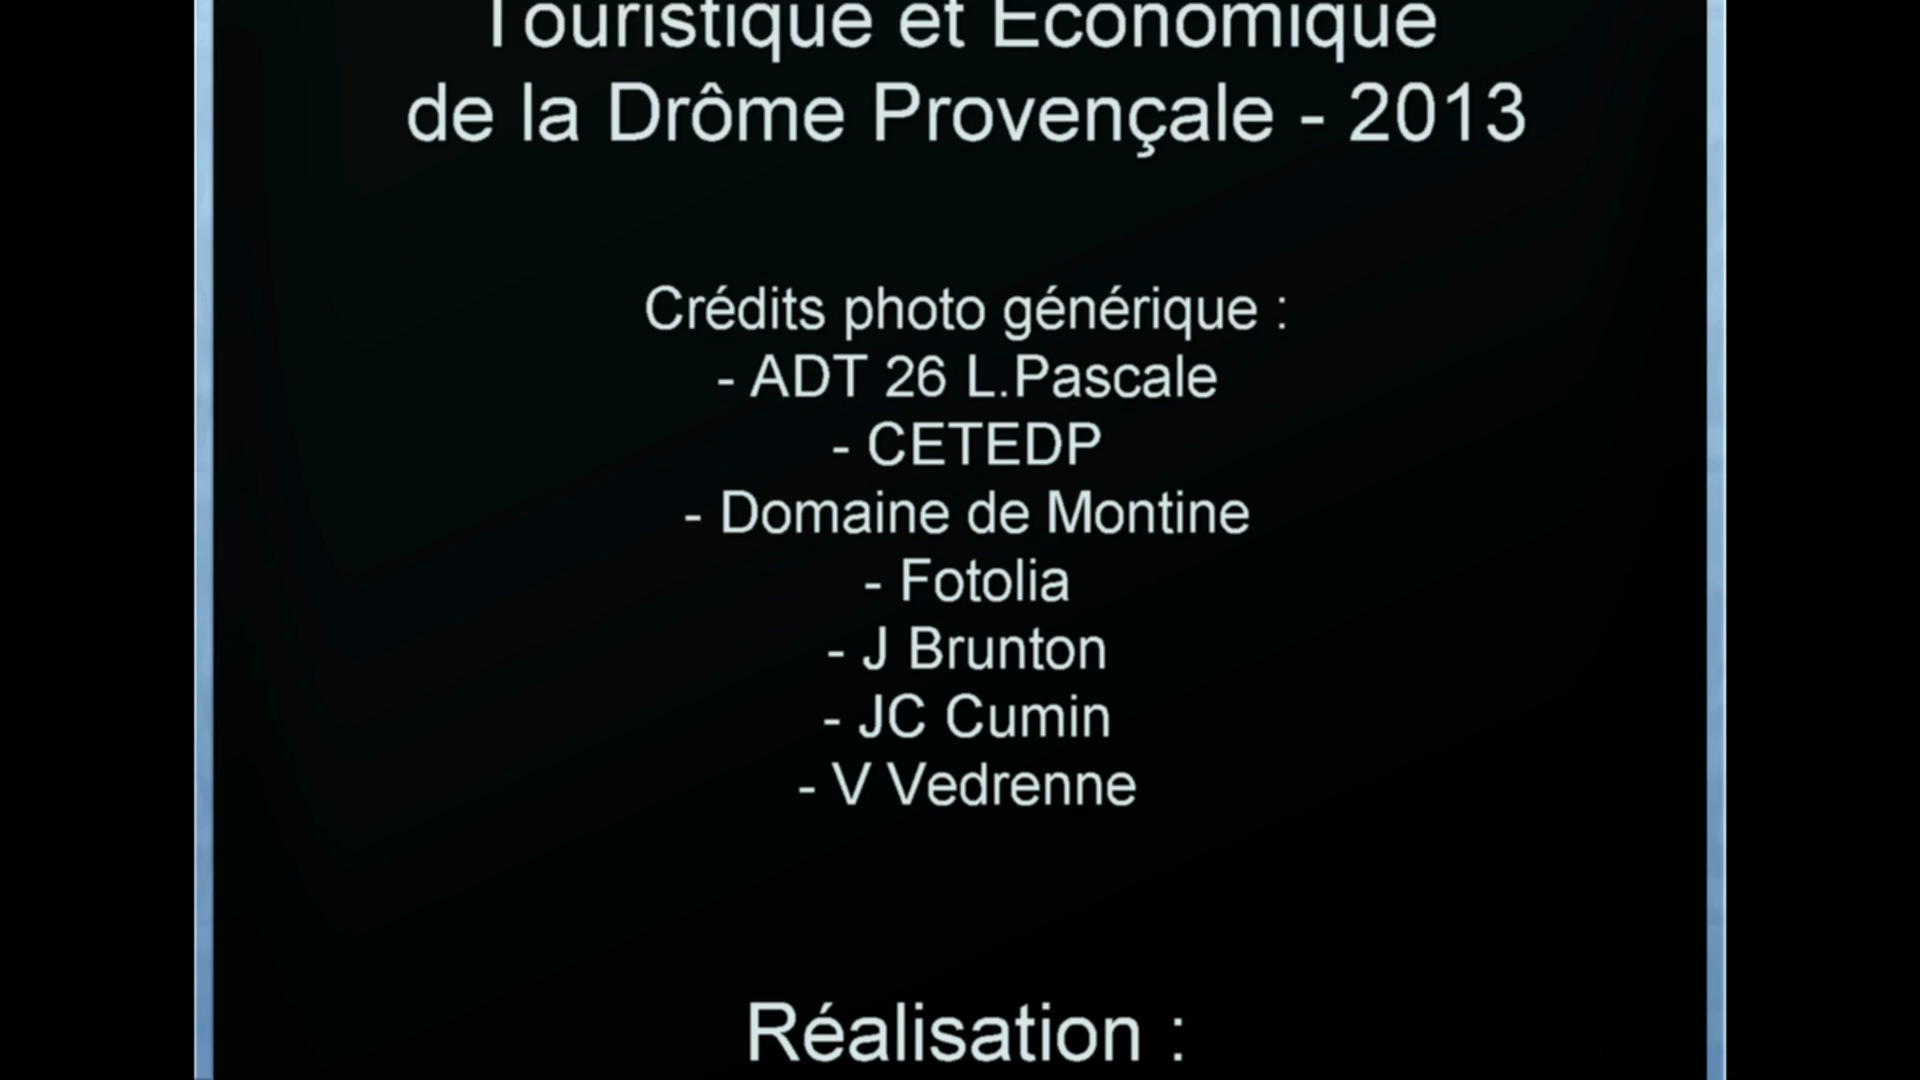 Touristique et Economique
de la Drôme Provençale - 2013
Crédits photo générique :
- ADT 26 L.Pascale
- CETEDP
- Domaine de Montine
- Fotolia
- J Brunton
- JC Cumin
- V Vedrenne
Réalisation :